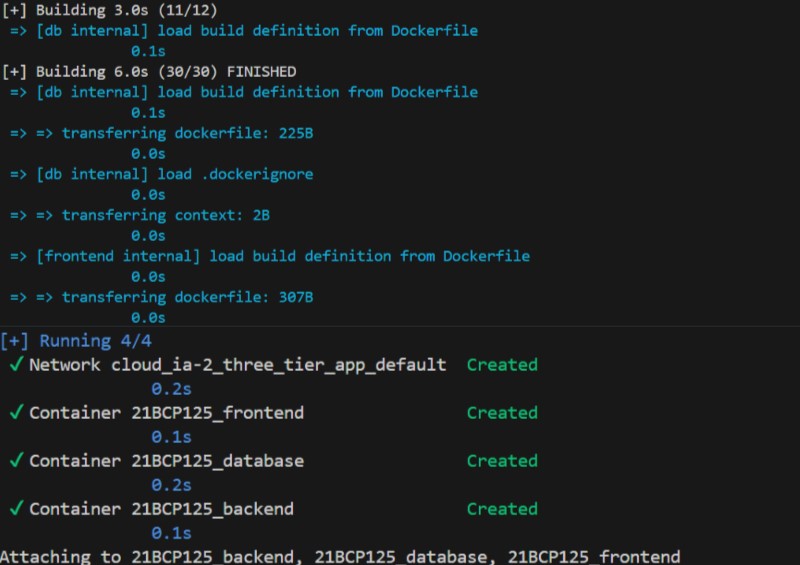 [+] Building 3.0s (11/12)
=> [db internal] load build definition from Dockerfile
0.1s
[+] Building 6.0s (30/30) FINISHED
=> [db internal] load build definition from Dockerfile
0.1s
=> => transferring dockerfile: 225B
0.0s
=> [db internal] load .dockerignore
0.0s
=> => transferring context: 2B
0.0s
=> [frontend internal] load build definition from Dockerfile
0.0s
=> => transferring dockerfile: 307B
0.0s
[+] Running 4/4
✓ Network cloud_ia-2_three_tier_app_default Created
0.2s
✓ Container 21BCP125_frontend Created
0.1s
✓ Container 21BCP125_database Created
0.2s
✓ Container 21BCP125_backend Created
0.1s
Attaching to 21BCP125_backend, 21BCP125_database, 21BCP125_frontend